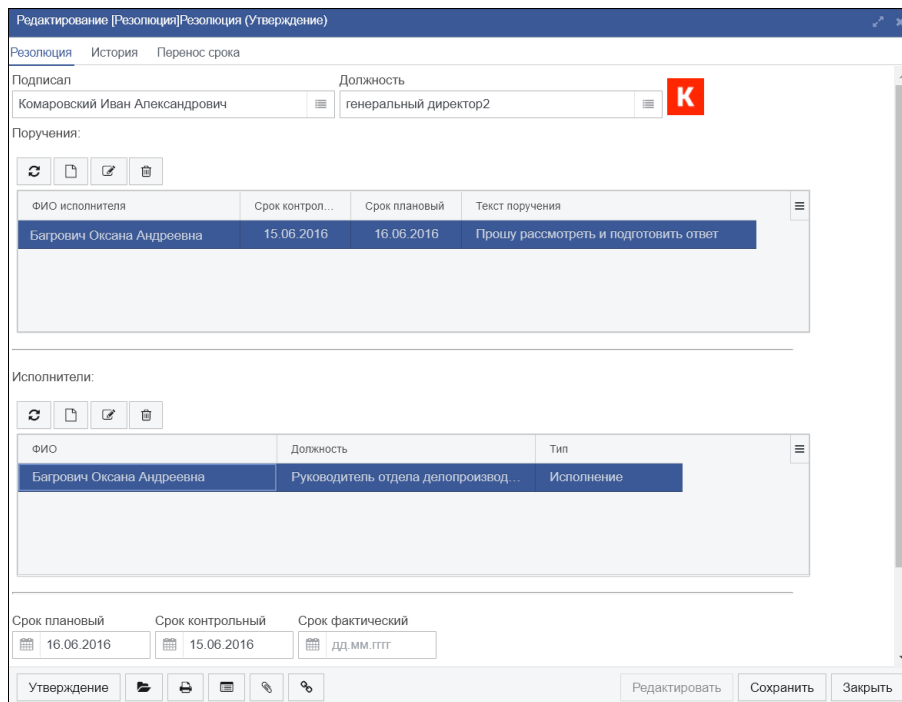 Редактирование [Резолюция]Резолюция (Утверждение)
Резолюция История Перенос срока
Подписал Должность
Комаровский Иван Александрович генеральный директор2 К
Поручения:
ФИО исполнителя Срок контрол... Срок плановый Текст поручения
Багрович Оксана Андреевна 15.06.2016 16.06.2016 Прошу рассмотреть и подготовить ответ
Исполнители:
ФИО Должность Тип
Багрович Оксана Андреевна Руководитель отдела делопроизвод... Исполнение
Срок плановый Срок контрольный Срок фактический
16.06.2016 15.06.2016 дд.мм.гггг
Утверждение Редактировать Сохранить Закрыть